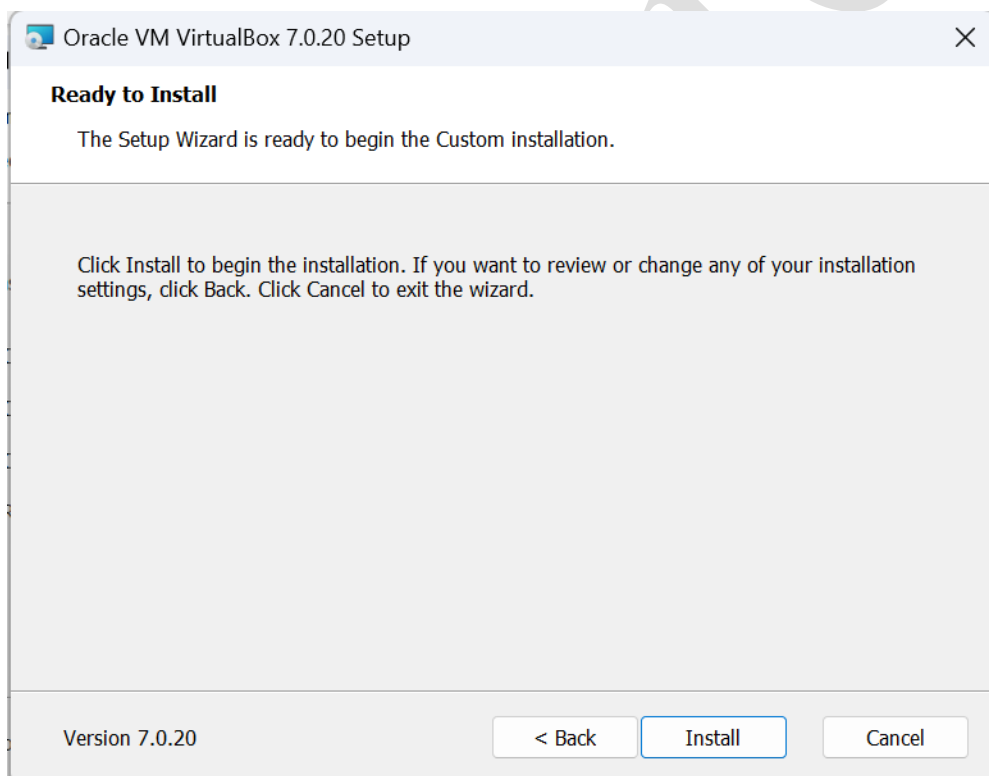 Oracle VM VirtualBox 7.0.20 Setup
Ready to Install
The Setup Wizard is ready to begin the Custom installation.
Click Install to begin the installation. If you want to review or change any of your installation
settings, click Back. Click Cancel to exit the wizard.
Version 7.0.20
< Back
Install
Cancel